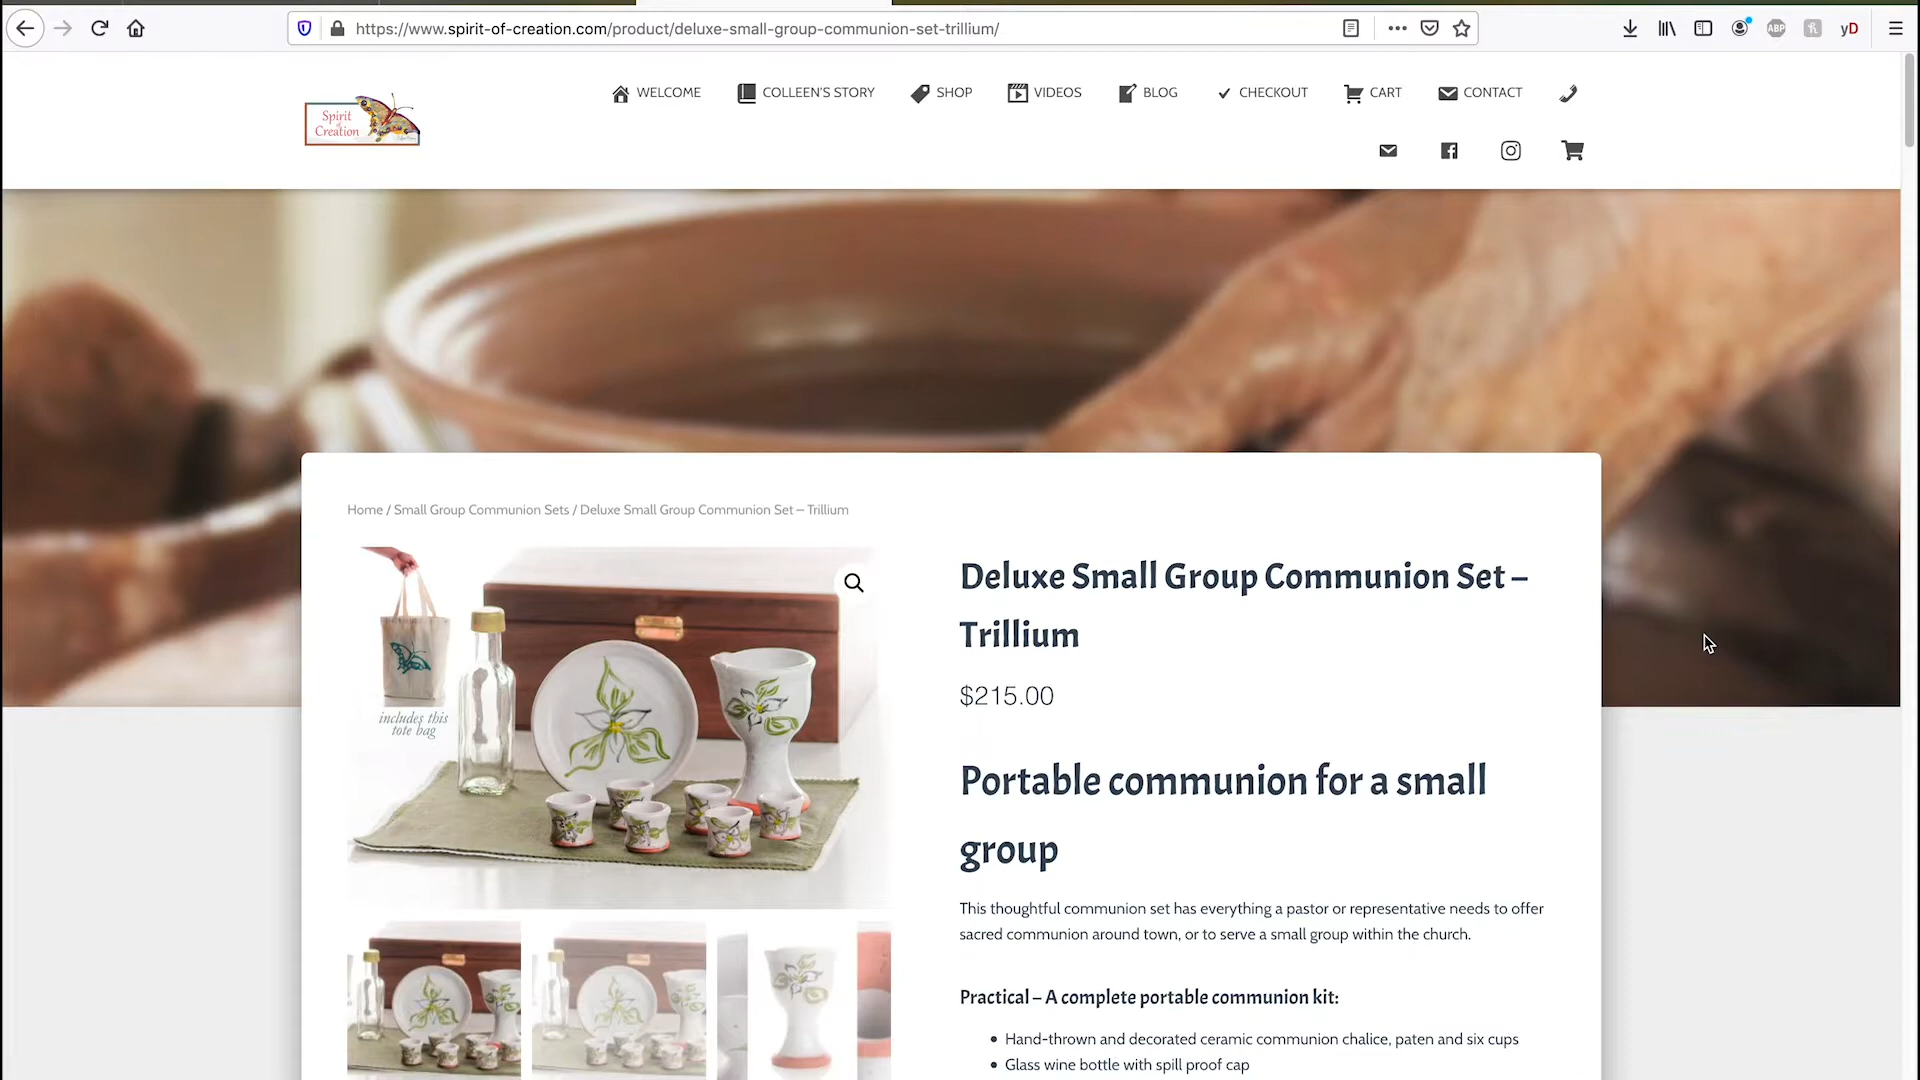 https://www.spirit-of-creation.com/product/deluxe-small-group-communion-set-trillium/
ABP
yD
Spirit
of
Creation
WELCOME
COLLEEN'S STORY
SHOP
VIDEOS
BLOG
CHECKOUT
CART
CONTACT
Home / Small Group Communion Sets / Deluxe Small Group Communion Set – Trillium
includes this
tote bag
Deluxe Small Group Communion Set –
Trillium
$215.00
Portable communion for a small
group
This thoughtful communion set has everything a pastor or representative needs to offer
sacred communion around town, or to serve a small group within the church.
Practical – A complete portable communion kit:
• Hand-thrown and decorated ceramic communion chalice, paten and six cups
• Glass wine bottle with spill proof cap